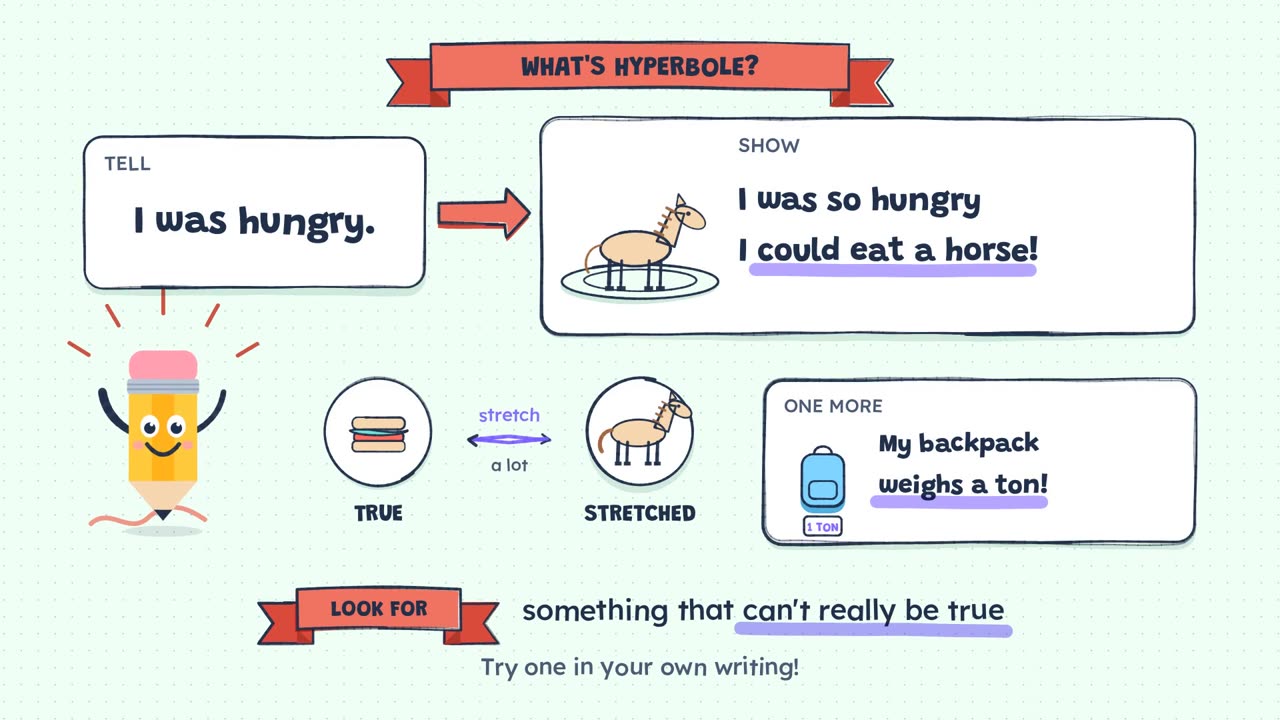 WHAT'S HYPERBOLE?
TELL
I was hungry.
SHOW
I was so hungry
I could eat a horse!
stretch
a lot
TRUE
STRETCHED
ONE MORE
My backpack
weighs a ton!
1 TON
LOOK FOR
something that can't really be true
Try one in your own writing!